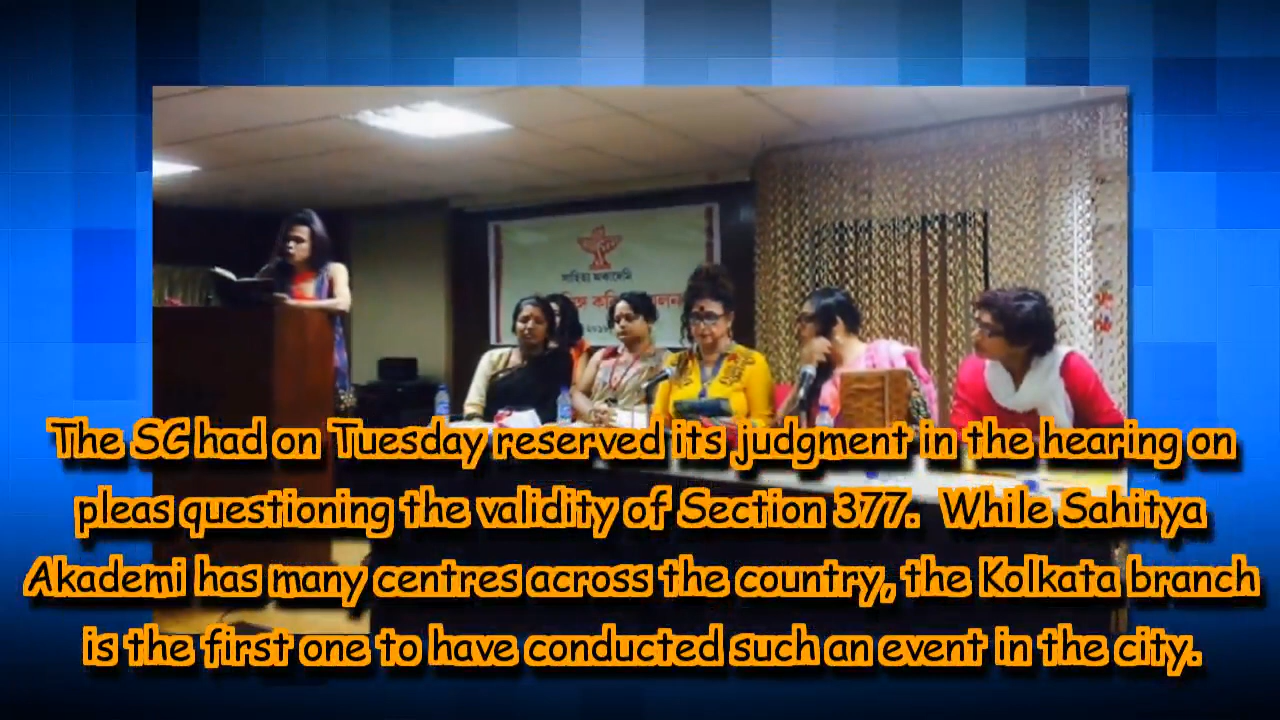 সাহিত্য অকাদেমি
কবি
The SC had on Tuesday reserved its judgment in the hearing on
pleas questioning the validity of Section 377. While Sahitya
Akademi has many centres across the country, the Kolkata branch
is the first one to have conducted such an event in the city.